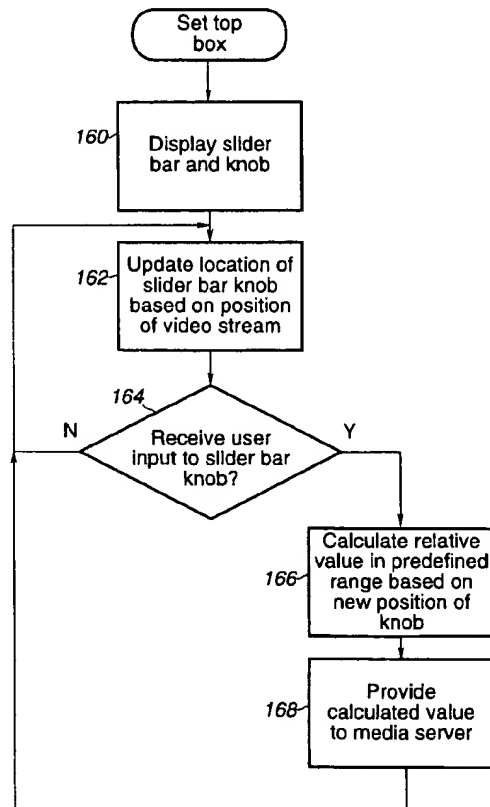 Set top
box
160
Display slider
bar and knob
162
Update location of
slider bar knob
based on position
of video stream
164
N
Y
Receive user
input to slider bar
knob?
166
Calculate relative
value in predefined
range based on
new position of
knob
168
Provide
calculated value
to media server